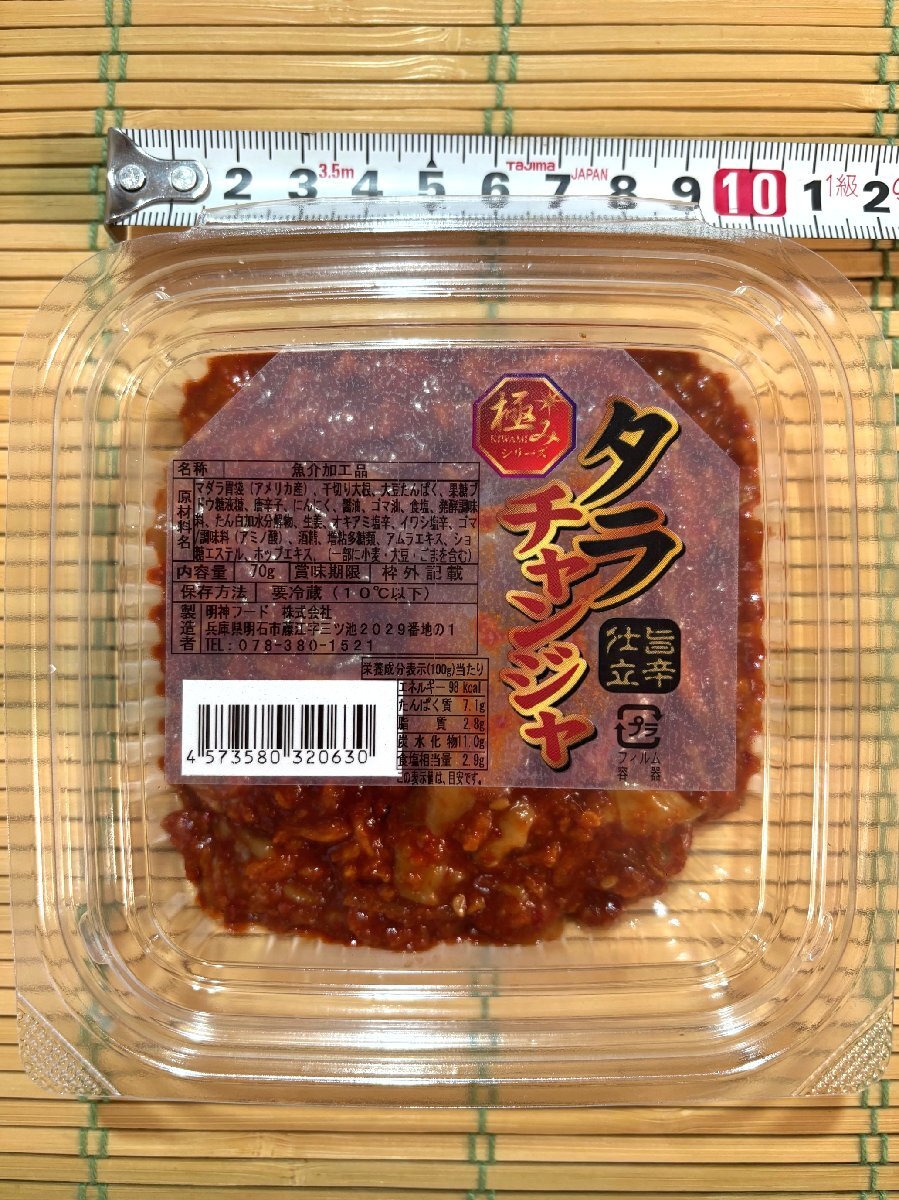 2 3 3.5m 4 5 6 Tajima 7 JAPAN 8 9 10 1 1級 2
極み
KIWAMI
シリーズ
タラ
チャンジャ
旨辛
仕立
プラ
フィルム
容器
名称 魚介加工品
原材料名 マダラ胃袋（アメリカ産）、干切り大根、大豆たんぱく、果糖ブ
ドウ糖液糖、唐辛子、にんにく、醤油、ゴマ油、食塩、発酵調味
料、たん白加水分解物、生姜、オキアミ塩辛、イワシ塩辛、ゴマ
/調味料（アミノ酸）、酒精、増粘多糖類、アムラエキス、ショ
糖エステル、ホップエキス、（一部に小麦・大豆・ごまを含む）
内容量 70g 賞味期限 枠外記載
保存方法 要冷蔵（１０℃以下）
製造者 明神フード 株式会社
兵庫県明石市藤江字三ツ池２０２９番地の１
TEL:078-380-1521
栄養成分表示(100g)当たり
エネルギー 98 kcal
たんぱく質 7.1g
脂質 2.8g
炭水化物 11.0g
食塩相当量 2.9g
この表示量は、目安です。
4 573580 320630